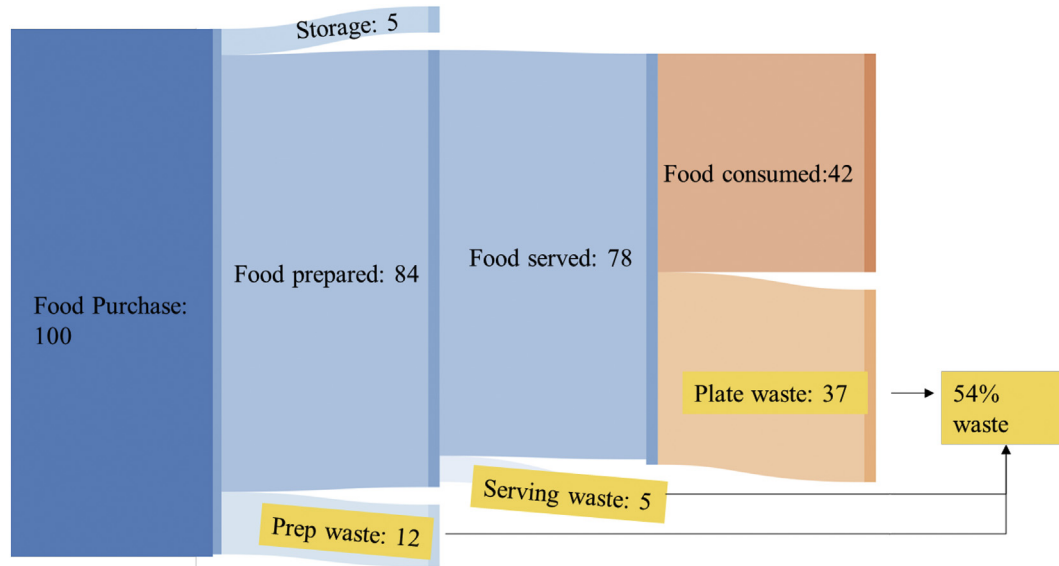 Storage: 5
Food Purchase:
100
Food prepared: 84
Food served: 78
Food consumed:42
Plate waste: 37
Serving waste: 5
Prep waste: 12
54%
waste